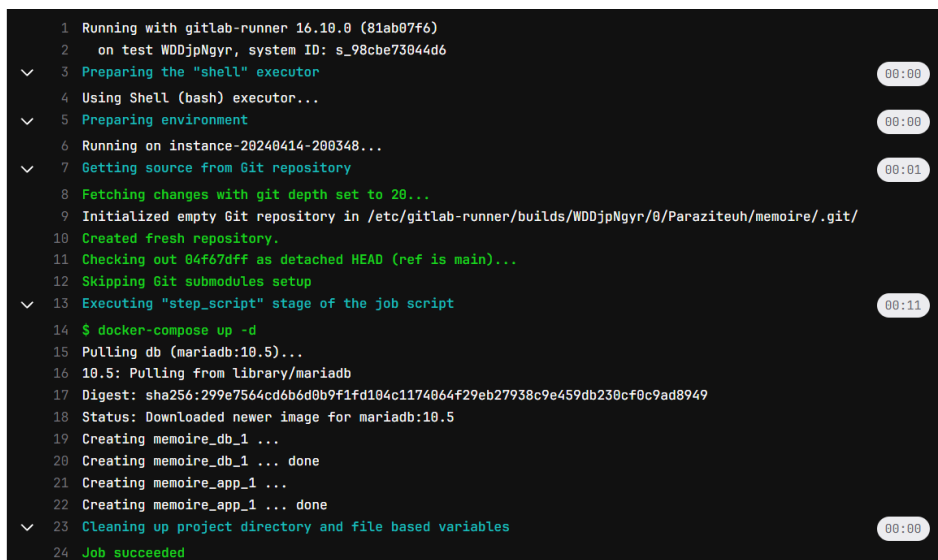 1 Running with gitlab-runner 16.10.0 (81ab07f6)
2 on test WDDjpNgyr, system ID: s_98cbe73044d6
3 Preparing the "shell" executor 00:00
4 Using Shell (bash) executor...
5 Preparing environment 00:00
6 Running on instance-20240414-200348...
7 Getting source from Git repository 00:01
8 Fetching changes with git depth set to 20...
9 Initialized empty Git repository in /etc/gitlab-runner/builds/WDDjpNgyr/0/Paraziteuh/memoire/.git/
10 Created fresh repository.
11 Checking out 04f67dff as detached HEAD (ref is main)...
12 Skipping Git submodules setup
13 Executing "step_script" stage of the job script 00:11
14 $ docker-compose up -d
15 Pulling db (mariadb:10.5)...
16 10.5: Pulling from library/mariadb
17 Digest: sha256:299e7564cd6b6d0b9f1fd104c1174064f29eb27938c9e459db230cf0c9ad8949
18 Status: Downloaded newer image for mariadb:10.5
19 Creating memoire_db_1 ...
20 Creating memoire_db_1 ... done
21 Creating memoire_app_1 ...
22 Creating memoire_app_1 ... done
23 Cleaning up project directory and file based variables 00:00
24 Job succeeded